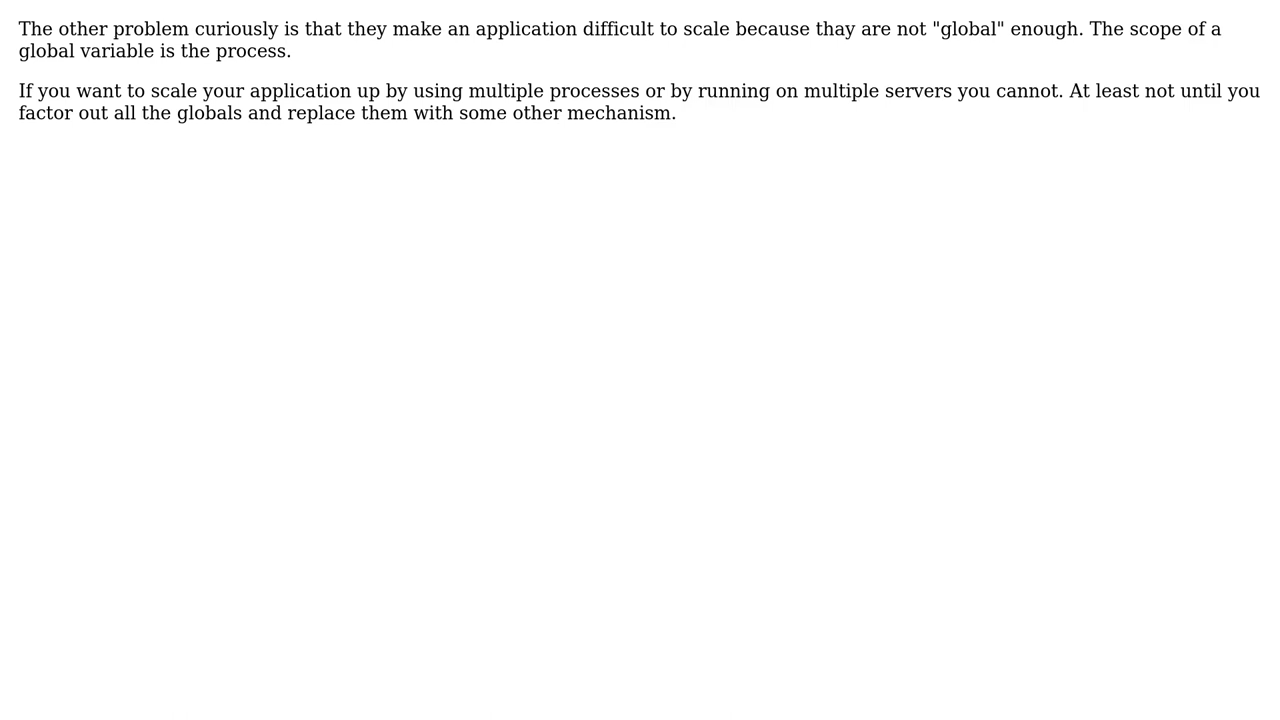 The other problem curiously is that they make an application difficult to scale because thay are not "global" enough. The scope of a
global variable is the process.
If you want to scale your application up by using multiple processes or by running on multiple servers you cannot. At least not until you
factor out all the globals and replace them with some other mechanism.